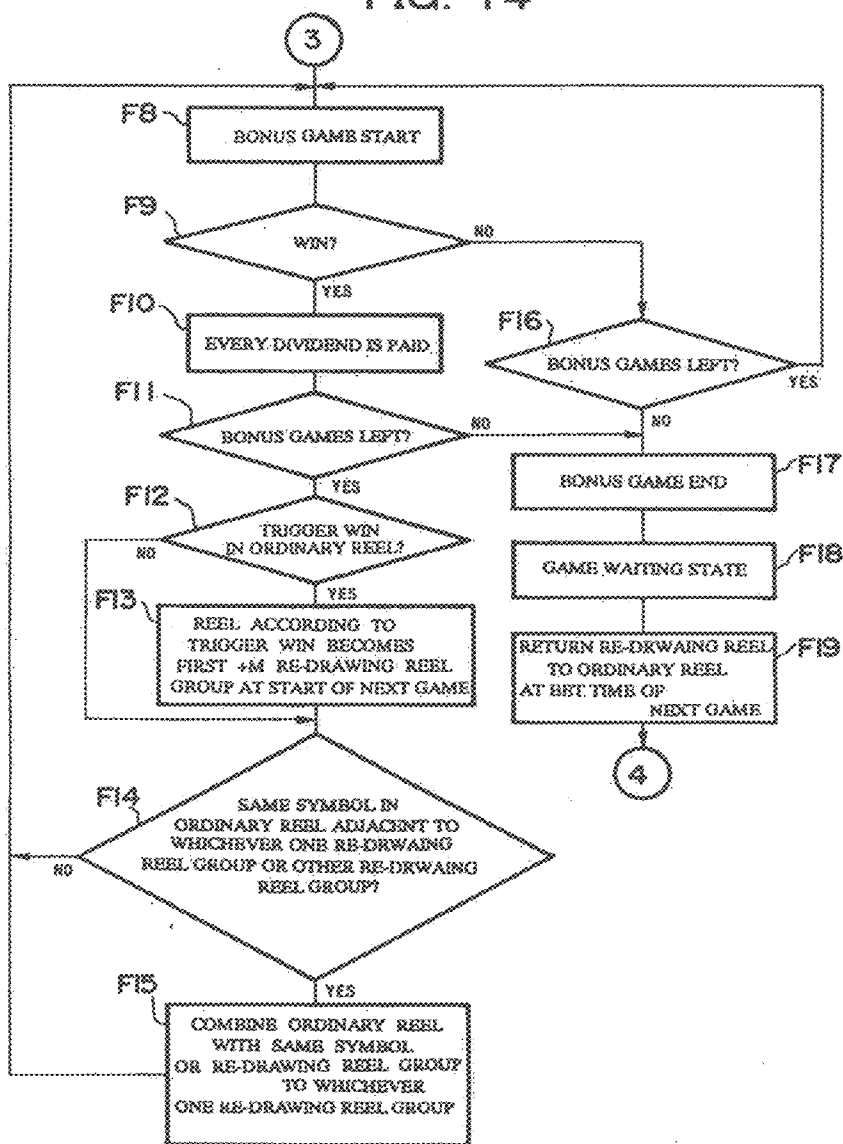 FIG. 14
3
F8
BONUS GAME START
F9
WIN?
NO
YES
F10
EVERY DIVIDEND IS PAID
F16
BONUS GAMES LEFT?
YES
NO
F11
BONUS GAMES LEFT?
NO
YES
F17
BONUS GAME END
F12
TRIGGER WIN
IN ORDINARY REEL?
NO
YES
F18
GAME WAITING STATE
F13
REEL ACCORDING TO
TRIGGER WIN BECOMES
FIRST +M RE-DRAWING REEL
GROUP AT START OF NEXT GAME
F19
RETURN RE-DRWAING REEL
TO ORDINARY REEL
AT BET TIME OF
NEXT GAME
4
F14
SAME SYMBOL IN
ORDINARY REEL ADJACNT TO
WHICHEVER ONE RE-DRWAING
REEL GROUP OR OTHER RE-DRWAING
REEL GROUP?
NO
YES
F15
COMBINE ORDINARY REEL
WITH SAME SYMBOL
OR RE-DRAWING REEL GROUP
TO WHICHEVER
ONE RE-DRAWING REEL GROUP